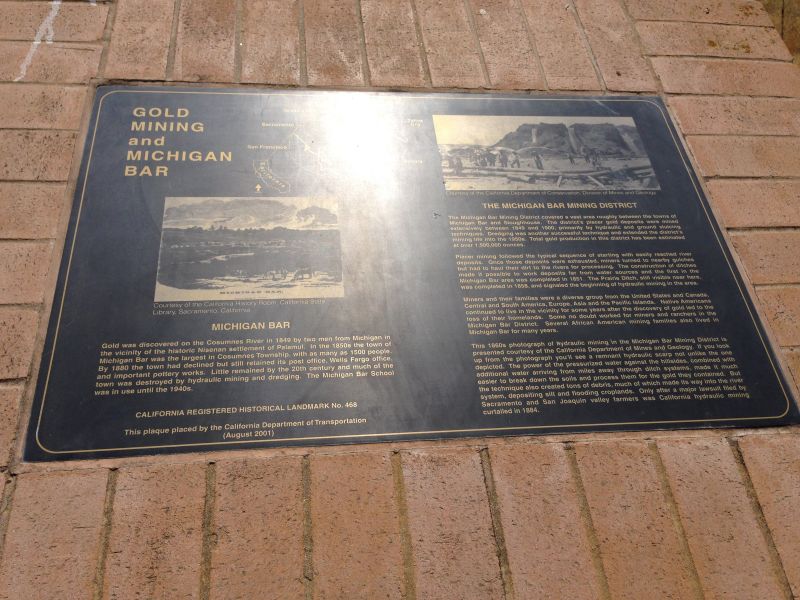 GOLD
MINING
and
MICHIGAN
BAR
Sacramento
San Francisco
Courtesy of the California History Room, California State
Library, Sacramento, California
MICHIGAN BAR
Gold was discovered on the Cosumnes River in 1849 by two men from Michigan in
the vicinity of the historic Nisenan settlement of Palamul. In the 1850s the town of
Michigan Bar was the largest in Cosumnes Township, with as many as 1500 people.
By 1880 the town had declined but still retained its post office, Wells Fargo office,
and important pottery works. Little remained by the 20th century and much of the
town was destroyed by hydraulic mining and dredging. The Michigan Bar School
was in use until the 1940s.
CALIFORNIA REGISTERED HISTORICAL LANDMARK No. 468
This plaque placed by the California Department of Transportation
(August 2001)
Courtesy of the California Department of Conservation, Division of Mines and Geology
THE MICHIGAN BAR MINING DISTRICT
The Michigan Bar Mining District covered a vast area roughly between the towns of
Michigan Bar and Sloughhouse. The district's placer gold deposits were mined
extensively between 1849 and 1900, primarily by hydraulic and ground sluicing
techniques. Dredging was another successful technique and extended the district's
mining life into the 1950s. Total gold production in this district has been estimated
at over 1,500,000 ounces.
Placer mining followed the typical sequence of starting with easily reached river
deposits. Once those deposits were exhausted, miners turned to nearby gulches
but had to haul their dirt to the rivers for processing. The construction of ditches
made it possible to work deposits far from water sources and the first in the
Michigan Bar area was completed in 1851. The Prairie Ditch, still visible near here,
was completed in 1858, and signaled the beginning of hydraulic mining in the area.
Miners and their families were a diverse group from the United States and Canada,
Central and South America, Europe, Asia and the Pacific Islands. Native Americans
continued to live in the vicinity for some years after the discovery of gold led to the
loss of their homelands. Some no doubt worked for miners and ranchers in the
Michigan Bar District. Several African American mining families also lived in
Michigan Bar for many years.
This 1860s photograph of hydraulic mining in the Michigan Bar Mining District is
presented courtesy of the California Department of Mines and Geology. If you look
up from the photograph you'll see a remnant hydraulic scarp not unlike the one
depicted. The power of the pressurized water against the hillsides, combined with
additional water arriving from miles away through ditch systems, made it much
easier to break down the soils and process them for the gold they contained. But
the technique also created tons of debris, much of which made its way into the river
system, depositing silt and flooding croplands. Only after a major lawsuit filed by
Sacramento and San Joaquin valley farmers was California hydraulic mining
curtailed in 1884.